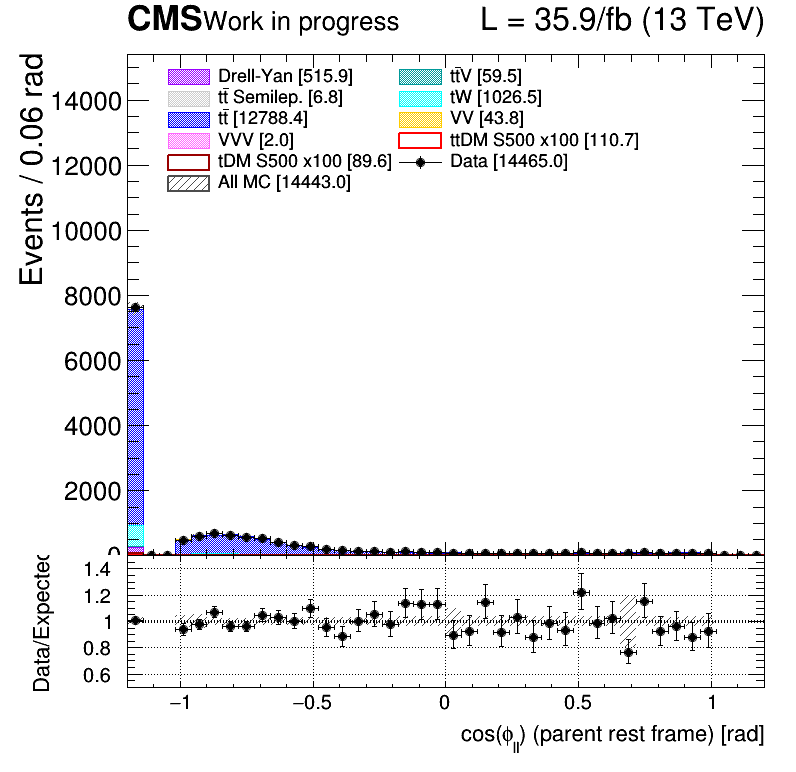 CMS Work in progress L = 35.9/fb (13 TeV)
Events / 0.06 rad
14000
12000
10000
8000
6000
4000
2000
0
Drell-Yan [515.9]
tt̄V [59.5]
tt̄ Semilep. [6.8]
tW [1026.5]
tt̄ [12788.4]
VV [43.8]
VVV [2.0]
ttDM S500 x100 [110.7]
tDM S500 x100 [89.6]
Data [14465.0]
All MC [14443.0]
Data/Expected
1.4
1.2
1
0.8
0.6
−1 −0.5 0 0.5 1
cos(ϕ_ll) (parent rest frame) [rad]